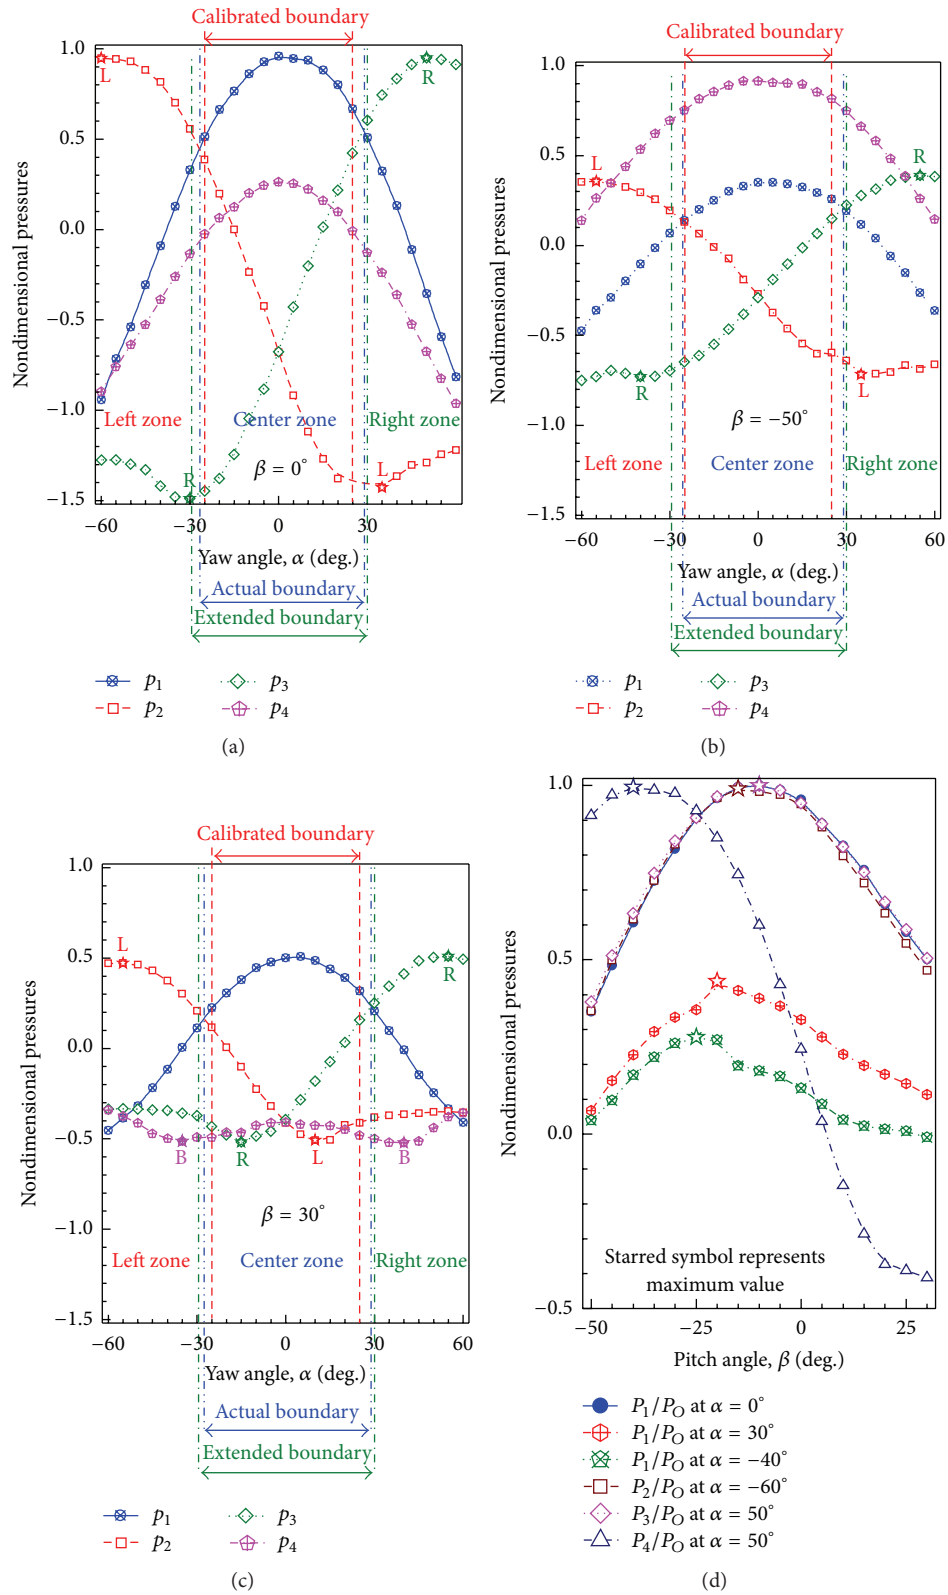 Calibrated boundary
1.0
0.5
0.0
−0.5
−1.0
−1.5
Nondimensional pressures
L
R
R
L
Left zone
Center zone
Right zone
β = 0°
−60
−30
0
30
Yaw angle, α (deg.)
Actual boundary
Extended boundary
p1
p2
p3
p4
(a)
Calibrated boundary
1.0
0.5
0.0
−0.5
−1.0
−1.5
Nondimensional pressures
L
R
R
L
β = −50°
Left zone
Center zone
Right zone
−60
−30
0
30
60
Yaw angle, α (deg.)
Actual boundary
Extended boundary
p1
p2
p3
p4
(b)
Calibrated boundary
1.0
0.5
0.0
−0.5
−1.0
−1.5
Nondimensional pressures
L
R
B
R
L
B
β = 30°
Left zone
Center zone
Right zone
−60
−30
0
30
60
Yaw angle, α (deg.)
Actual boundary
Extended boundary
p1
p2
p3
p4
(c)
1.0
0.5
0.0
−0.5
Nondimensional pressures
Starred symbol represents
maximum value
−50
−25
0
25
Pitch angle, β (deg.)
P1/PO at α = 0°
P1/PO at α = 30°
P1/PO at α = −40°
P2/PO at α = −60°
P3/PO at α = 50°
P4/PO at α = 50°
(d)